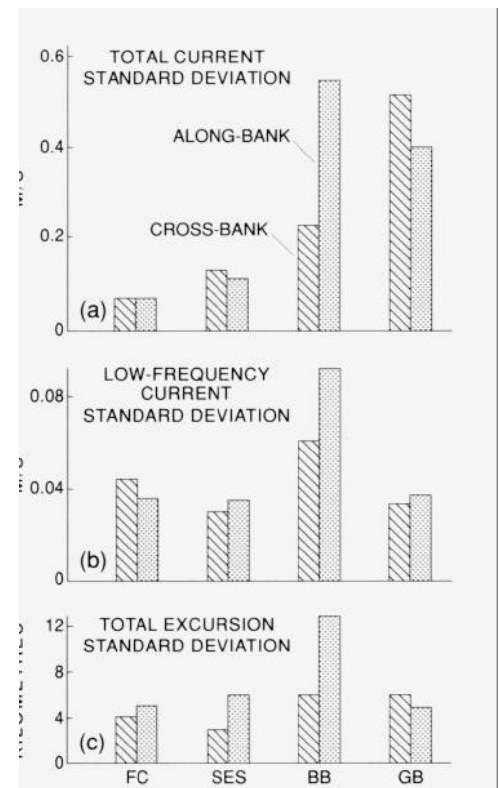 0.6
TOTAL CURRENT
STANDARD DEVIATION
ALONG-BANK
0.4
CROSS-BANK
0.2
(a)
0
LOW-FREQUENCY
CURRENT
STANDARD DEVIATION
0.08
0.04
(b)
0
TOTAL EXCURSION
STANDARD DEVIATION
12
8
4
(c)
0
FC SES BB GB